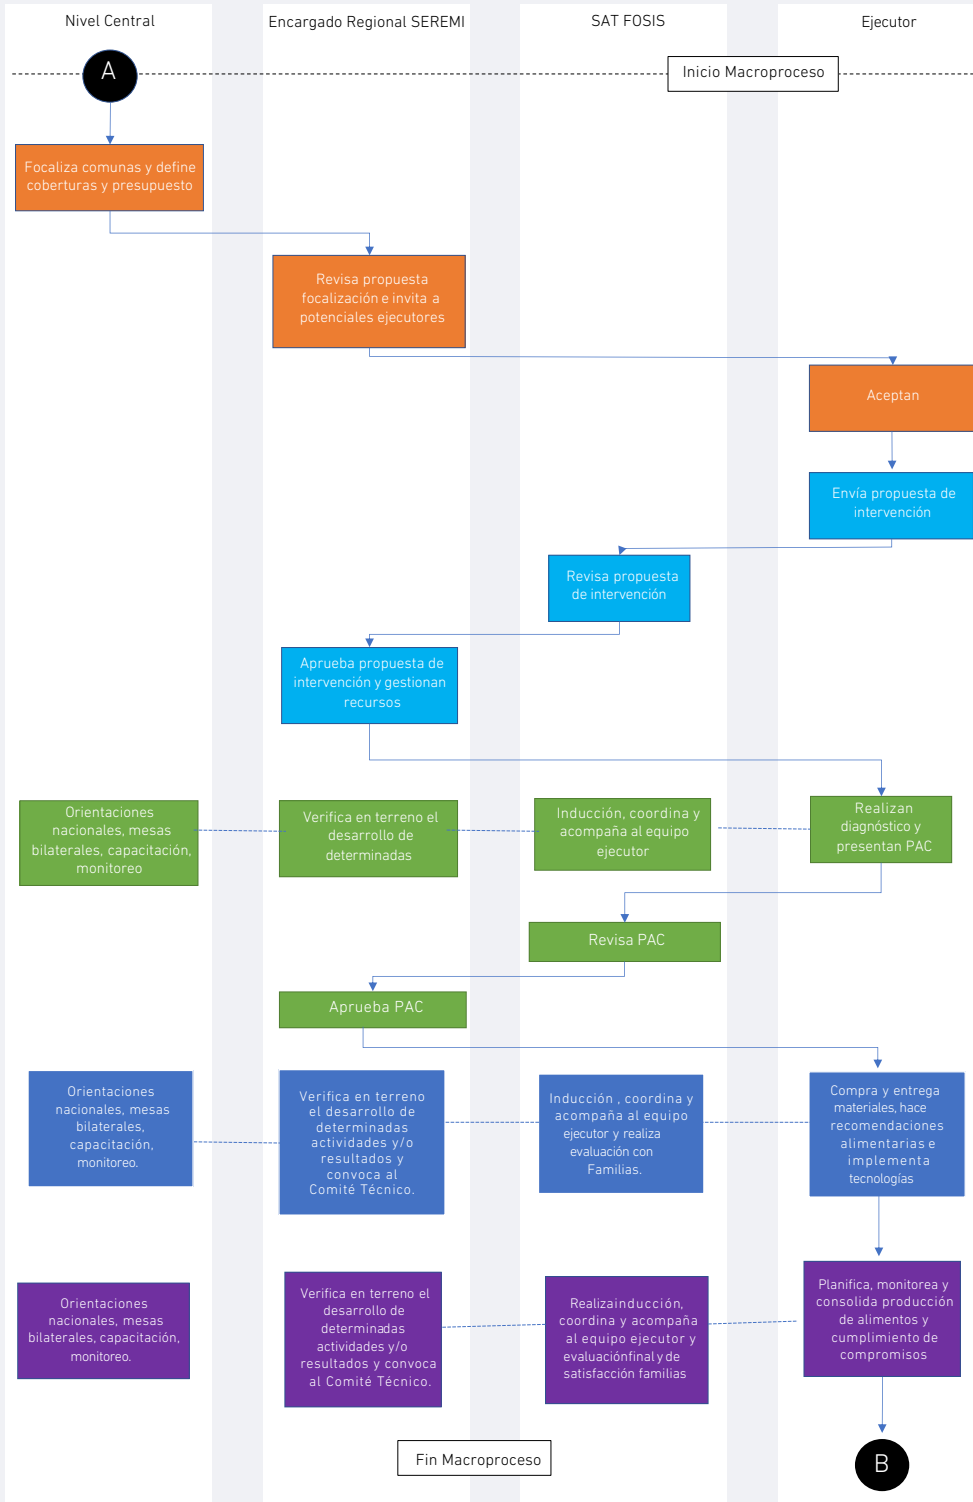 Nivel Central
Encargado Regional SEREMI
SAT FOSIS
Ejecutor
A
Inicio Macroproceso
Focaliza comunas y define
coberturas y presupuesto
Revisa propuesta
focalización e invita a
potenciales ejecutores
Aceptan
Envía propuesta de
intervención
Revisa propuesta
de intervención
Aprueba propuesta de
intervención y gestionan
recursos
Orientaciones
nacionales, mesas
bilaterales, capacitación,
monitoreo
Verifica en terreno el
desarrollo de
determinadas
Inducción, coordina y
acompaña al equipo
ejecutor
Realizan
diagnóstico y
presentan PAC
Revisa PAC
Aprueba PAC
Orientaciones
nacionales, mesas
bilaterales,
capacitación,
monitoreo.
Verifica en terreno
el desarrollo de
determinadas
actividades y/o
resultados y
convoca al
Comité Técnico.
Inducción , coordina y
acompaña al equipo
ejecutor y realiza
evaluación con
Familias.
Compra y entrega
materiales, hace
recomendaciones
alimentarias e
implementa
tecnologías
Orientaciones
nacionales, mesas
bilaterales, capacitación,
monitoreo.
Verifica en terreno el
desarrollo de
determinadas
actividades y/o
resultados y convoca
al Comité Técnico.
Realiza inducción,
coordina y acompaña
al equipo ejecutor y
evaluación final y de
satisfacción familias
Planifica, monitorea y
consolida producción
de alimentos y
cumplimiento de
compromisos
Fin Macroproceso
B